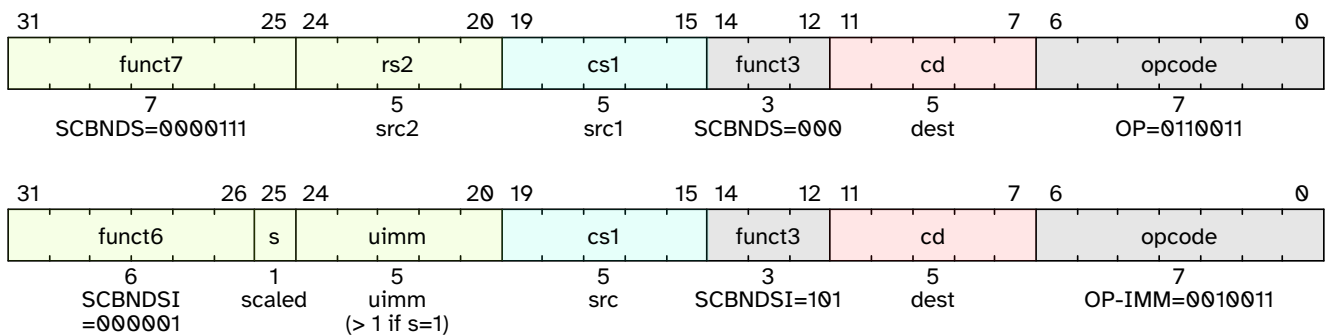 31 25 24 20 19 15 14 12 11 7 6 0
funct7 rs2 cs1 funct3 cd opcode
7 5 5 3 5 7
SCBNDS=0000111 src2 src1 SCBNDS=000 dest OP=0110011
31 26 25 24 20 19 15 14 12 11 7 6 0
funct6 s uimm cs1 funct3 cd opcode
6 1 5 5 3 5 7
SCBNDSI scaled uimm src SCBNDSI=101 dest OP-IMM=0010011
=000001 (> 1 if s=1)